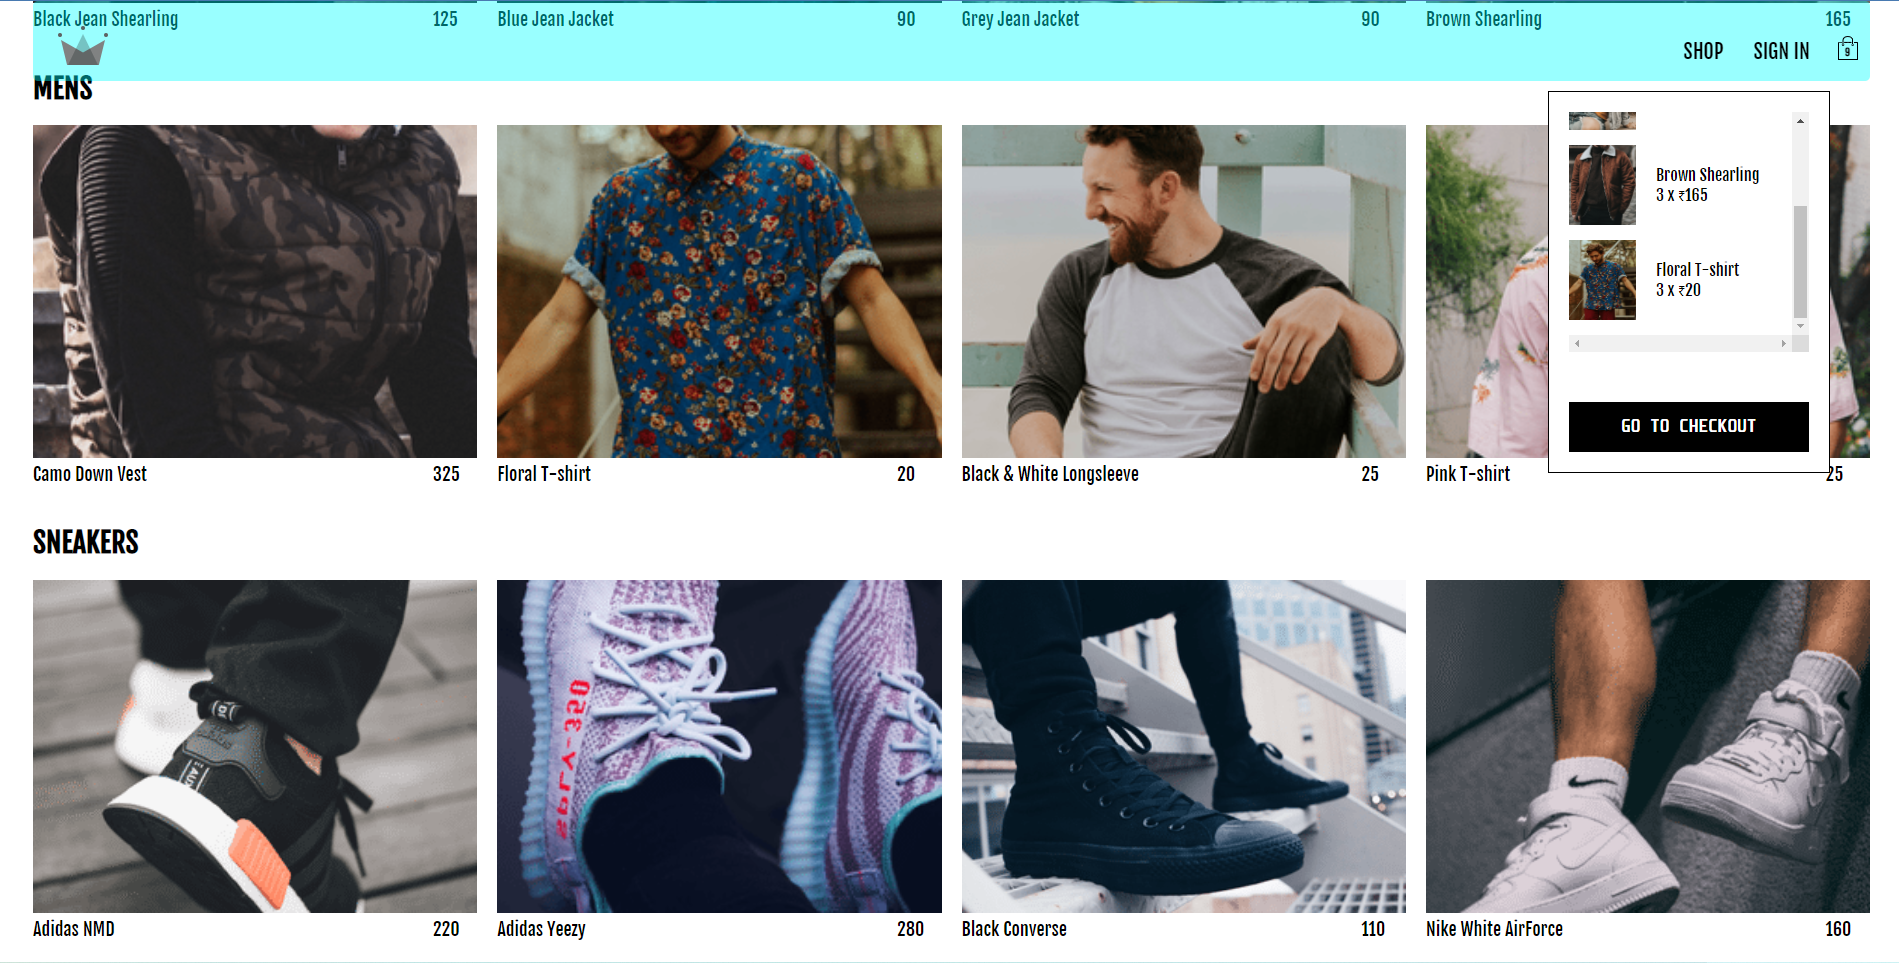 Black Jean Shearling 125
Blue Jean Jacket 90
Grey Jean Jacket 90
Brown Shearling 165
SHOP
SIGN IN
9
MENS
Brown Shearling
3 x ₹165
Floral T-shirt
3 x ₹20
GO TO CHECKOUT
Camo Down Vest 325
Floral T-shirt 20
Black & White Longsleeve 25
Pink T-shirt 25
SNEAKERS
Adidas NMD 220
Adidas Yeezy 280
Black Converse 110
Nike White AirForce 160